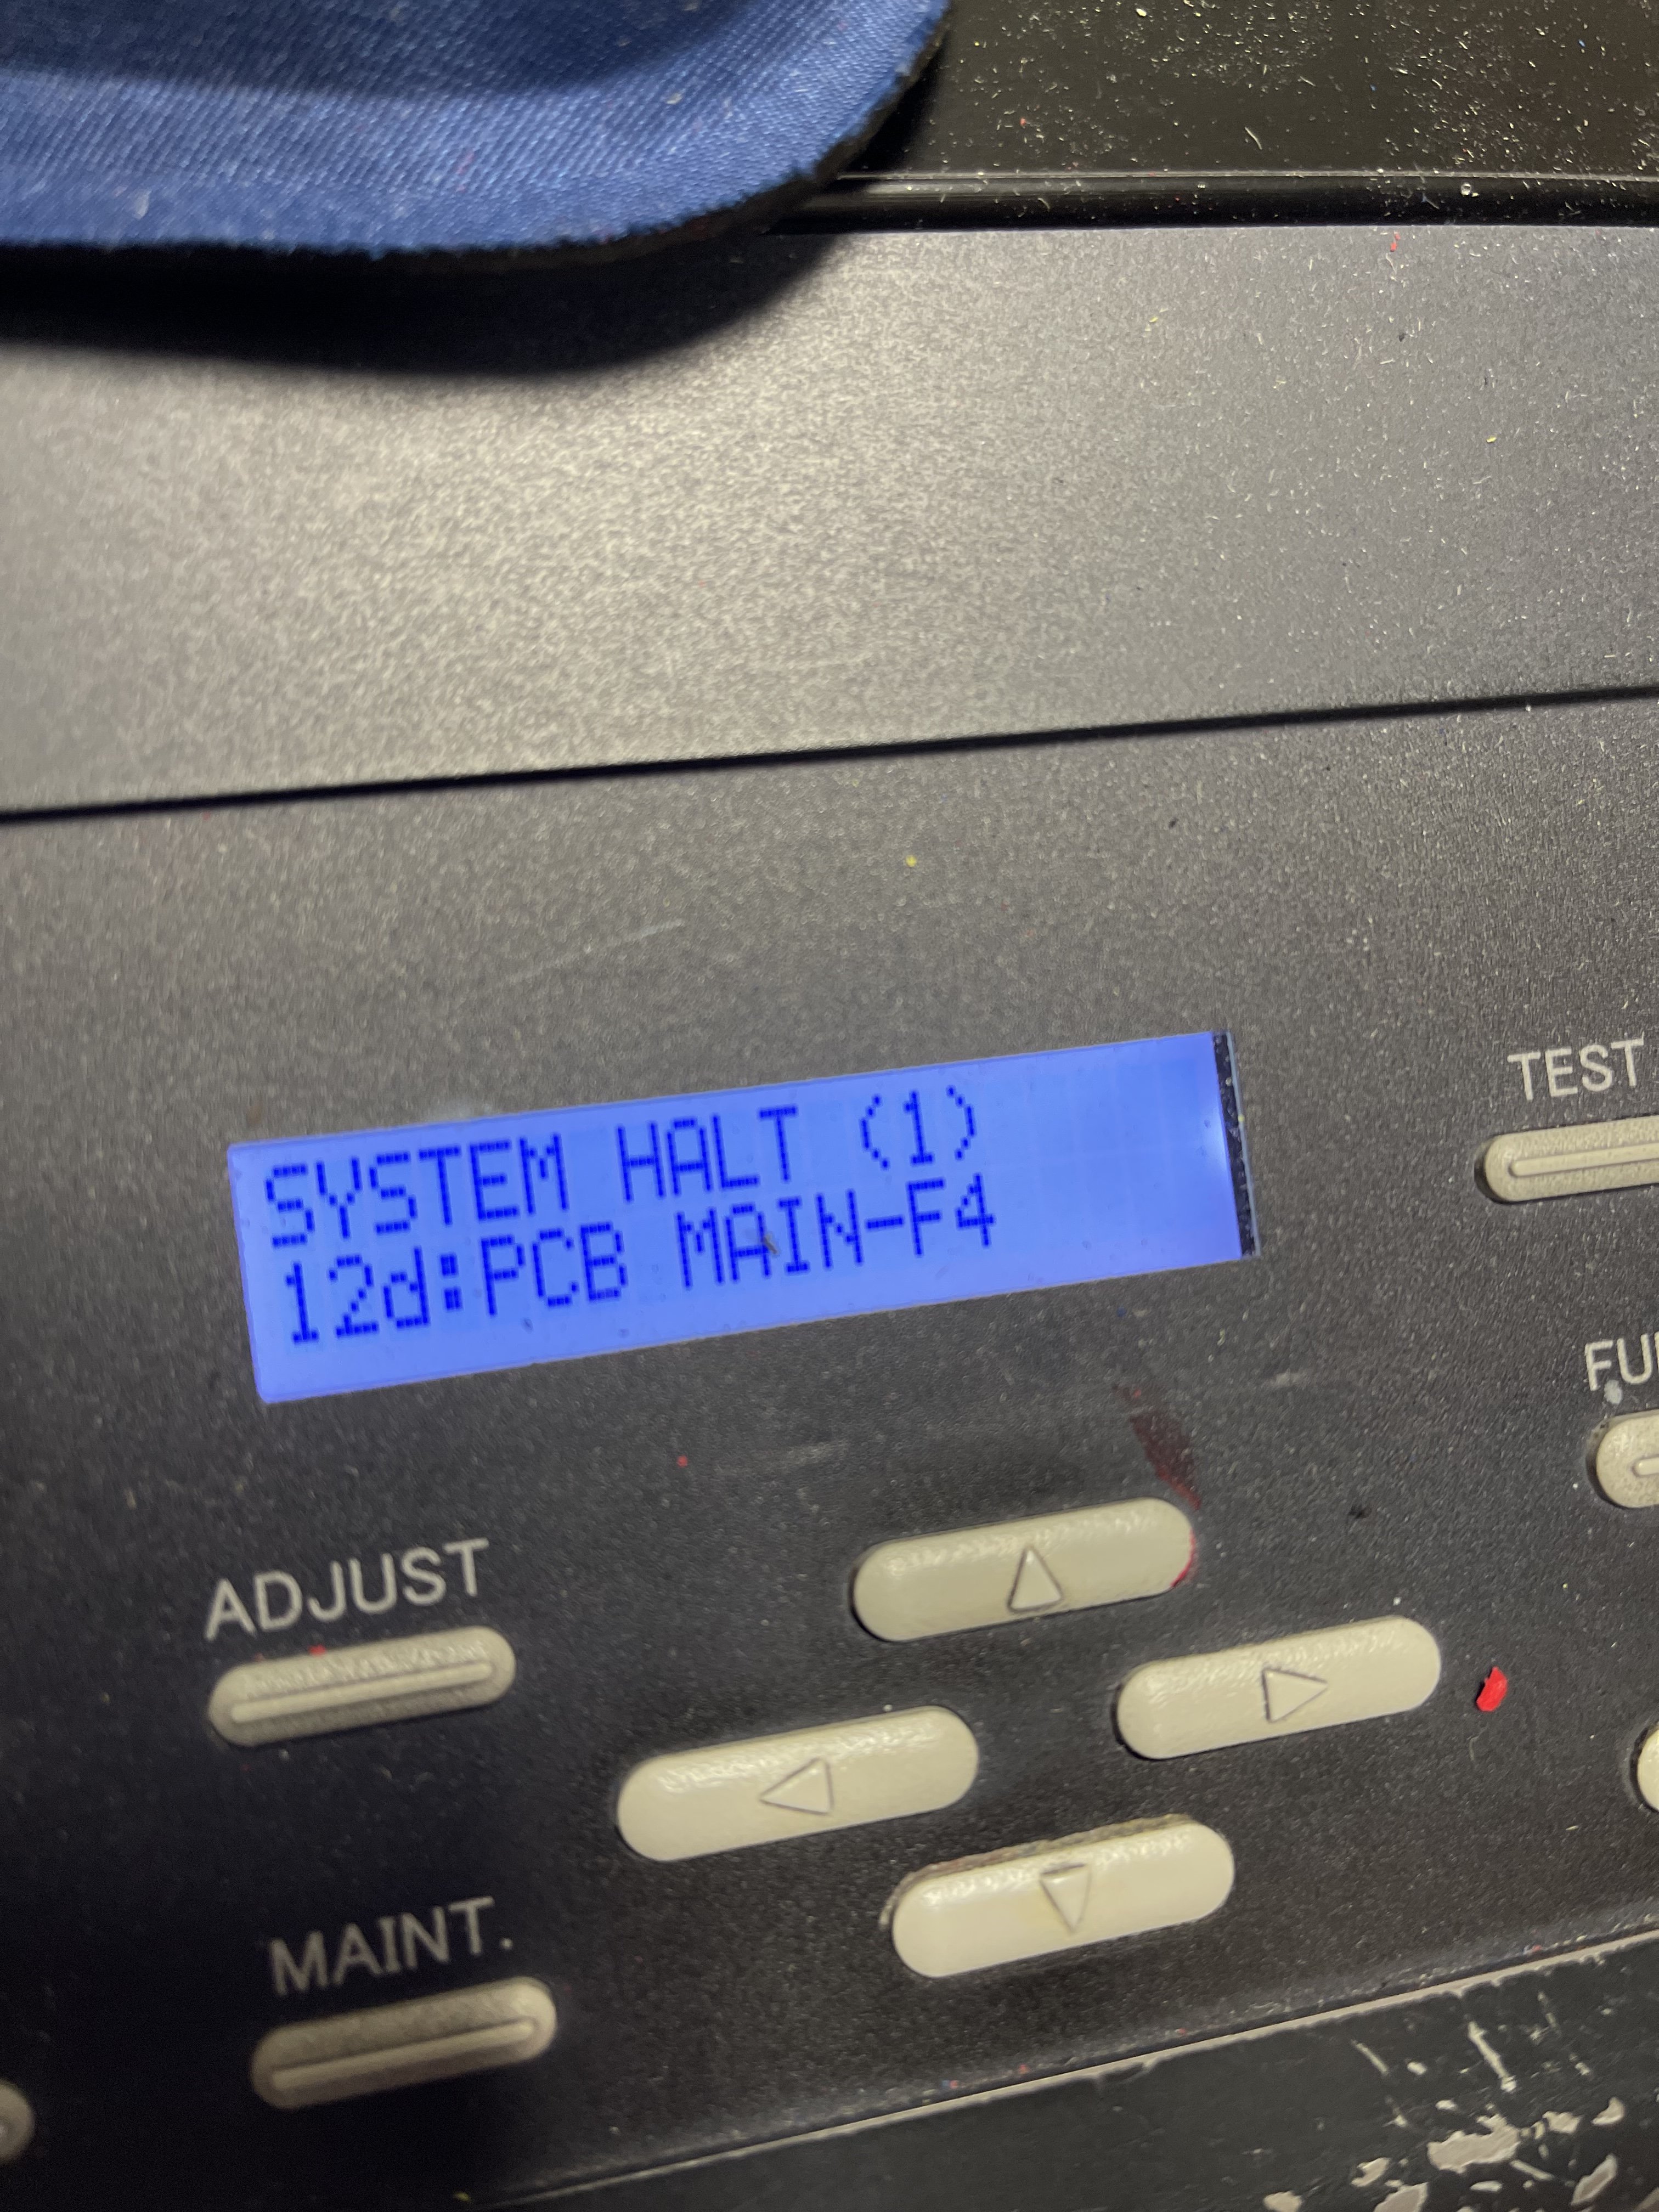 SYSTEM HALT (1)
12d:PCB MAIN-F4
TEST
ADJUST
MAINT.